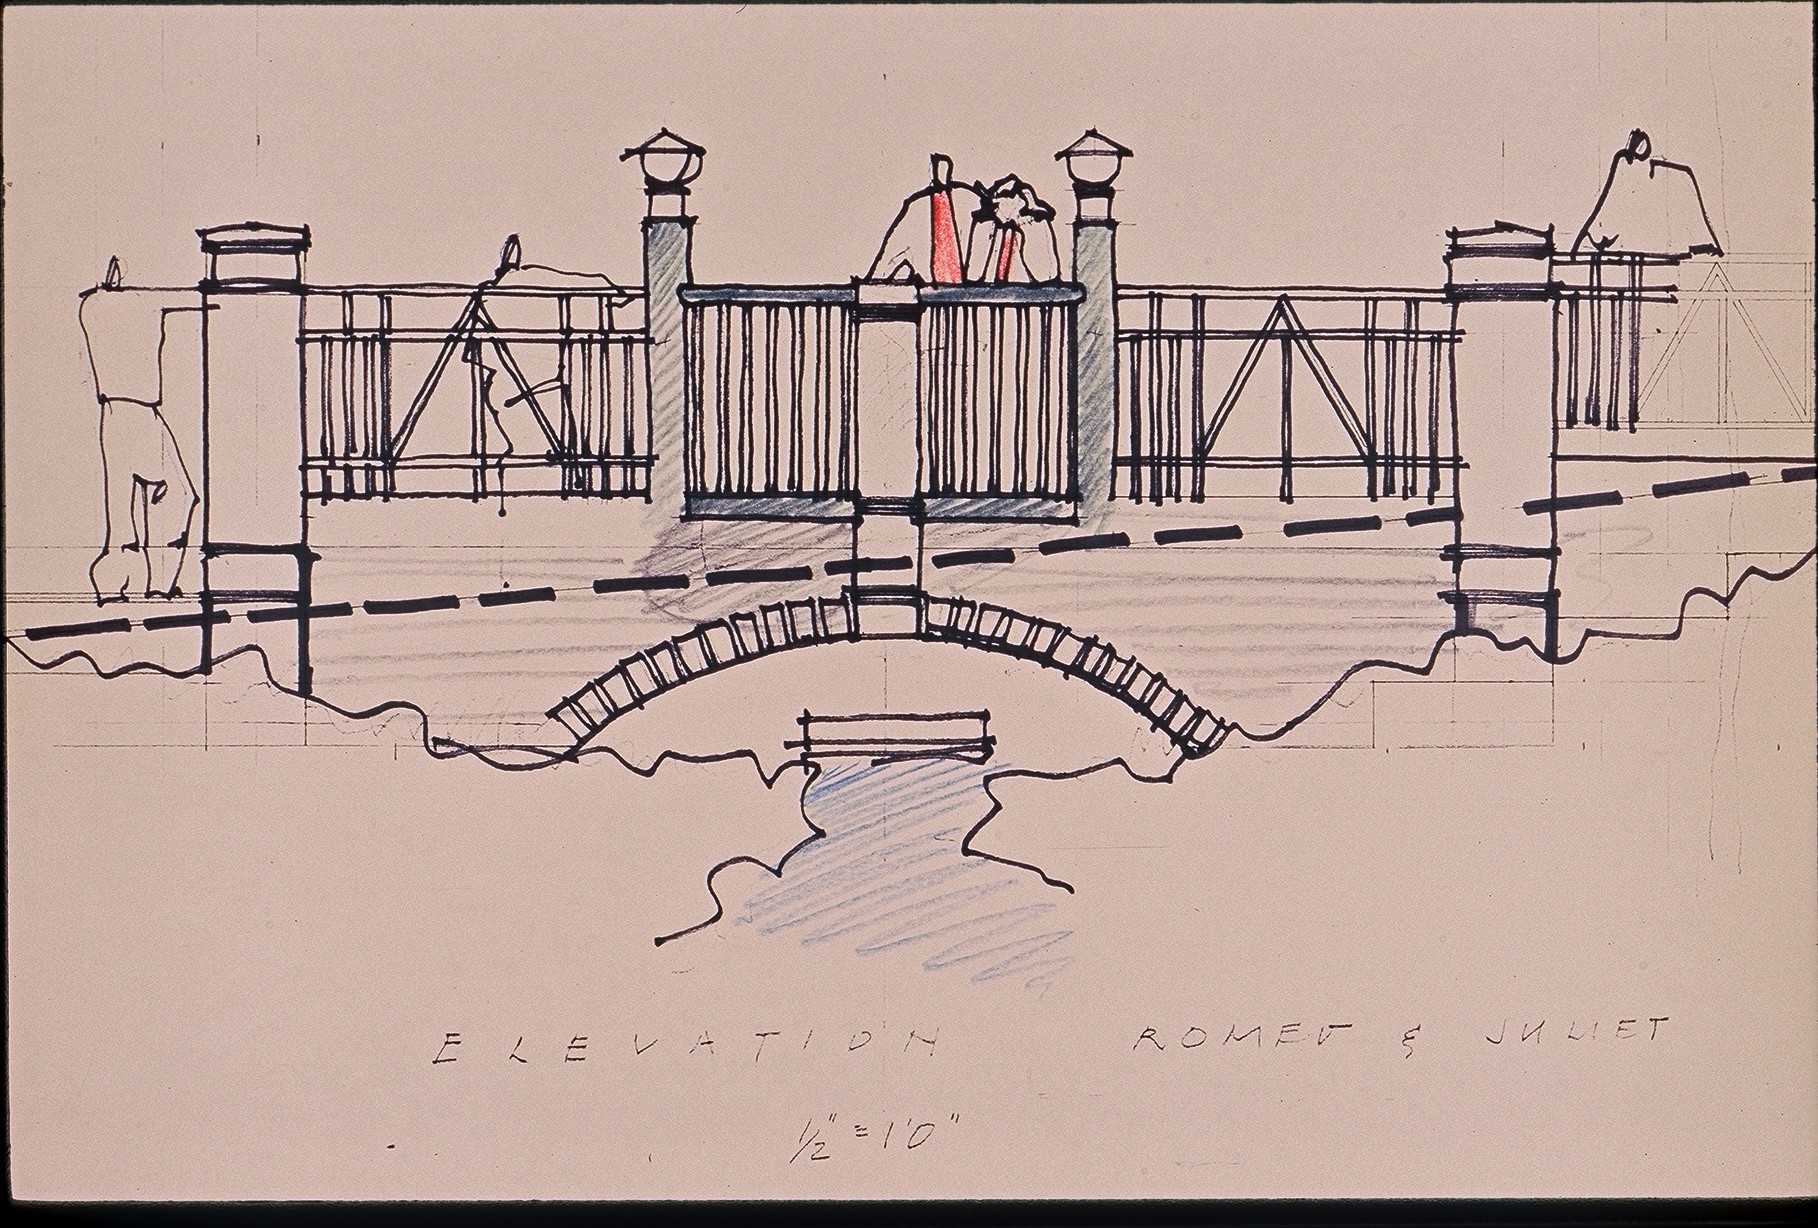 ELEVATION ROMEO & JULIET
1/2" = 1'0"